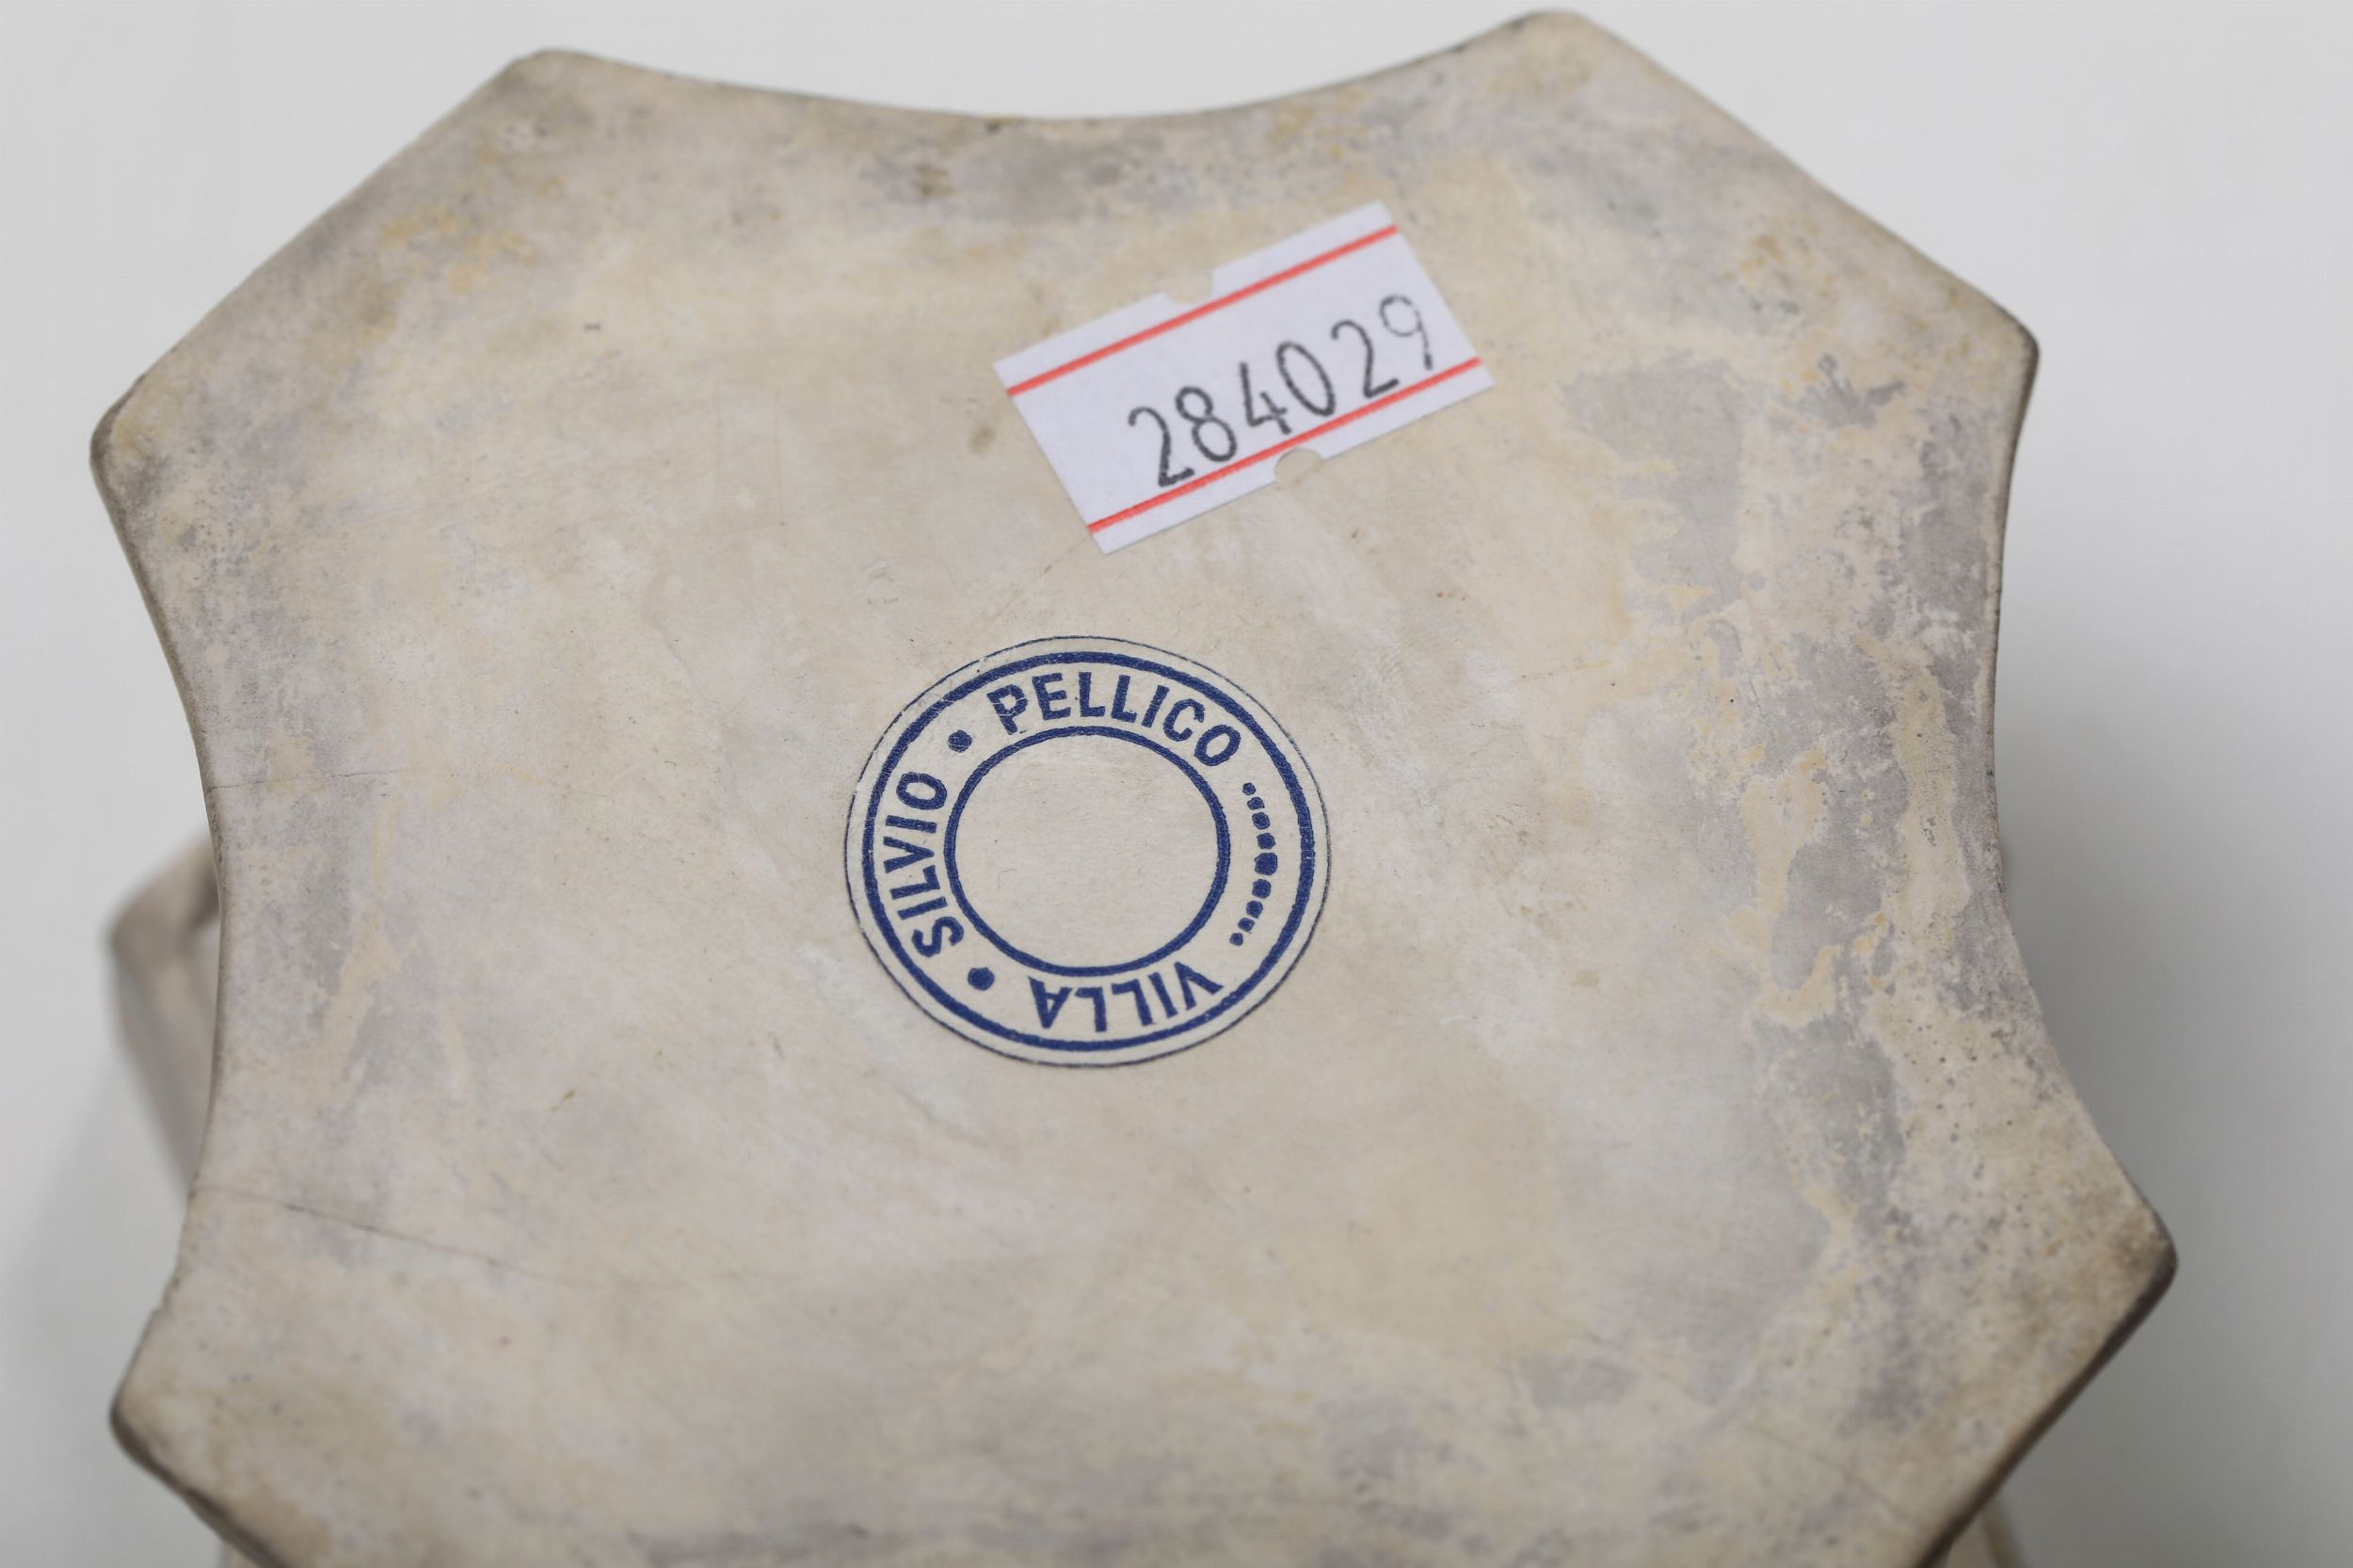 284029
VILLA • SILVIO • PELLICO